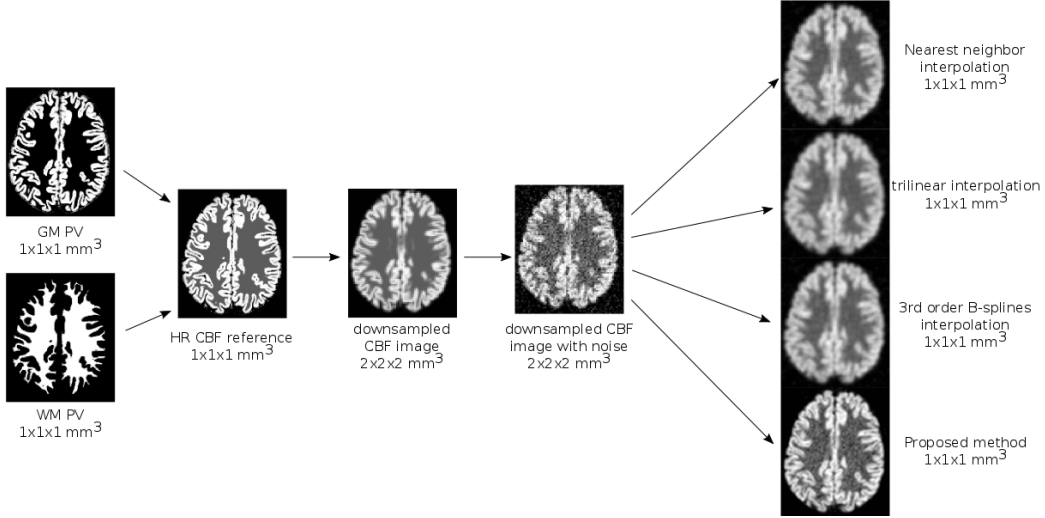 GM PV
1x1x1 mm³
WM PV
1x1x1 mm³
HR CBF reference
1x1x1 mm³
downsampled
CBF image
2x2x2 mm³
downsampled CBF
image with noise
2x2x2 mm³
Nearest neighbor
interpolation
1x1x1 mm³
trilinear interpolation
1x1x1 mm³
3rd order B-splines
interpolation
1x1x1 mm³
Proposed method
1x1x1 mm³